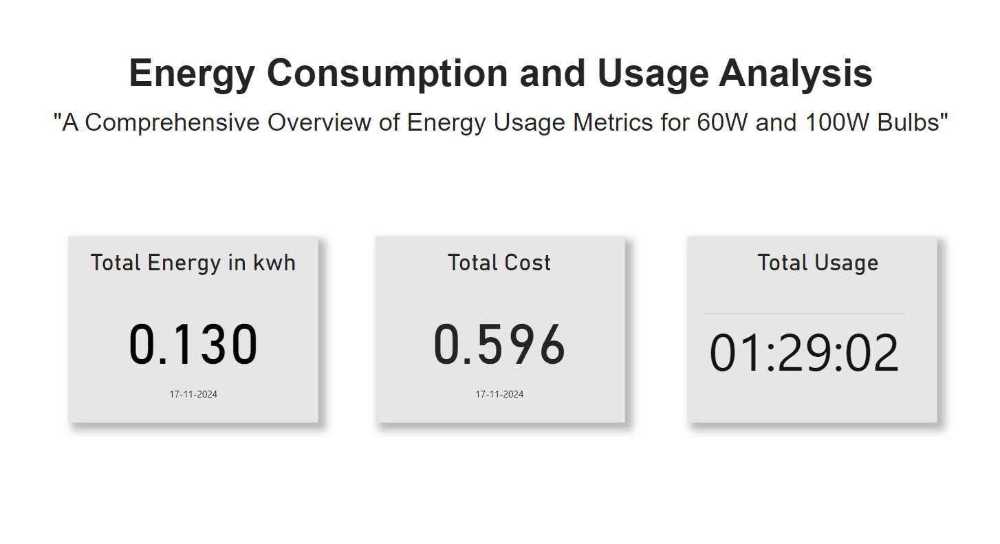 Energy Consumption and Usage Analysis
"A Comprehensive Overview of Energy Usage Metrics for 60W and 100W Bulbs"
Total Energy in kwh
0.130
17-11-2024
Total Cost
0.596
17-11-2024
Total Usage
01:29:02